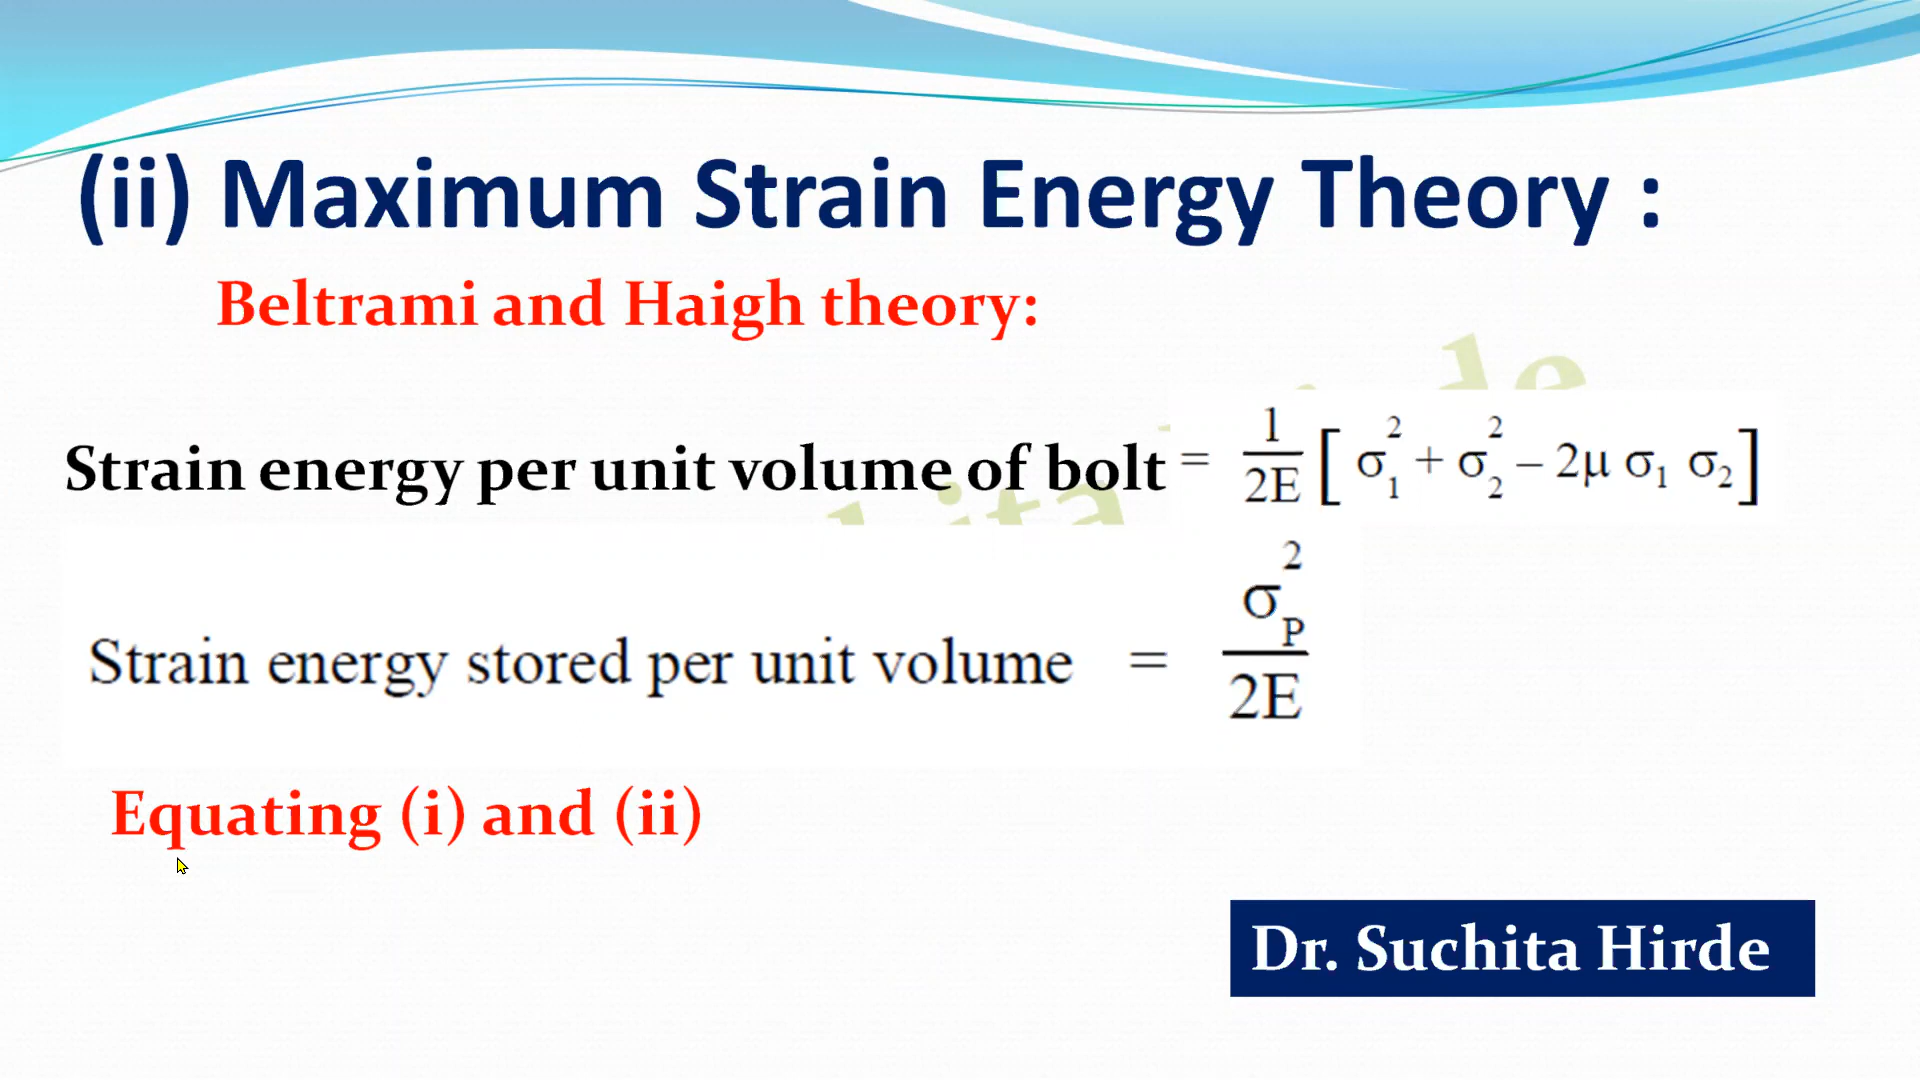 (ii) Maximum Strain Energy Theory :
Beltrami and Haigh theory:
Strain energy per unit volume of bolt = 1/2E [ σ₁² + σ₂² – 2μ σ₁ σ₂ ]
Strain energy stored per unit volume = σ_P² / 2E
Equating (i) and (ii)
Dr. Suchita Hirde